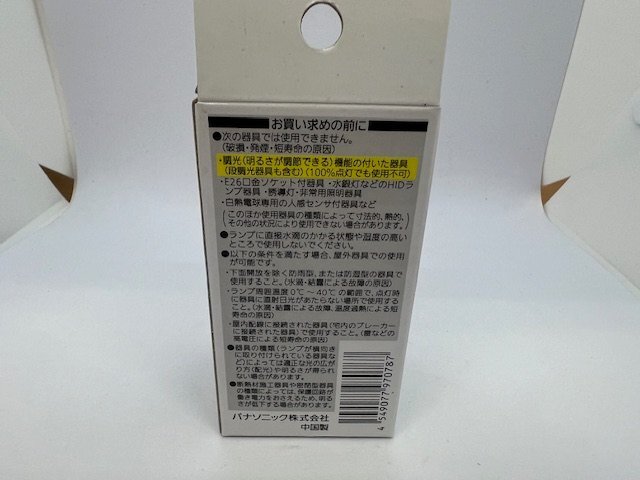 お買い求めの前に
●次の器具では使用できません。
(破損・発煙・短寿命の原因)
・調光(明るさが調節できる)機能の付いた器具
(段調光器具も含む)(100%点灯でも使用不可)
・E26口金ソケット付器具・水銀灯などのHIDラ
ンプ器具・誘導灯・非常用照明器具
・白熱電球専用の人感センサ付器具など
(このほか使用器具の種類によって寸法的、熱的、
その他の状況により使用できない場合があります。)
●ランプに直接水滴のかかる状態や湿度の高い
ところで使用しないでください。
●以下の条件を満たす場合、屋外器具での使用
が可能です。
・下面開放を除く防雨型、または防湿型の器具で
使用すること。(水滴・結露による故障の原因)
・ランプ周囲温度0℃～40℃の範囲で、点灯時
に器具に直射日光があたらない場所で使用する
こと。(水滴・結露による故障、温度過熱による短
寿命の原因)
・屋内配線に接続された器具(宅内のブレーカー
に接続された器具)で使用すること。(雷などの
高電圧による短寿命の原因)
●器具の種類(ランプが横向き
に取り付けられている器具な
ど)によっては適正な光の広が
り方(配光)や明るさが得られ
ない場合があります。
●断熱材施工器具や密閉型器具
の種類によっては、保護回路が
働き電力をおさえるため、明る
さが低下する場合があります。
パナソニック株式会社
中国製
4 549077 970787